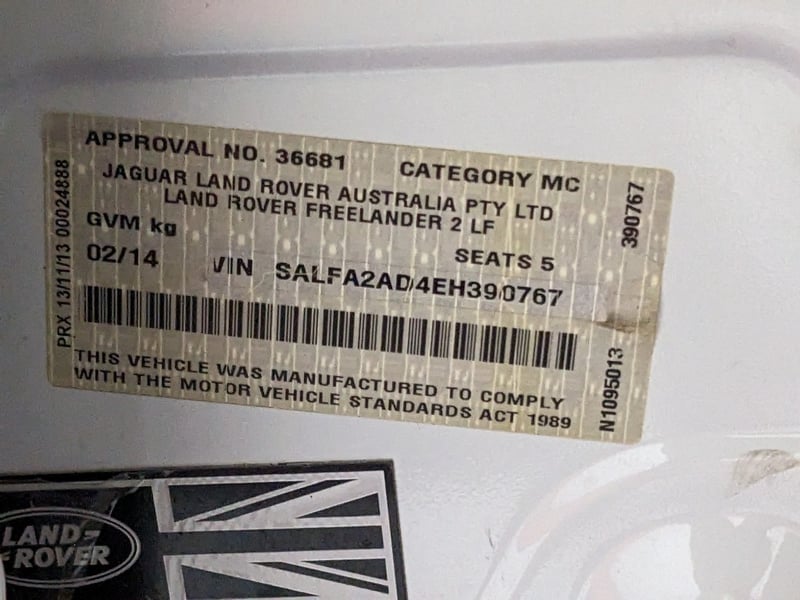 APPROVAL NO. 36681 CATEGORY MC
JAGUAR LAND ROVER AUSTRALIA PTY LTD
LAND ROVER FREELANDER 2 LF
GVM kg SEATS 5
02/14 VIN SALFA2AD4EH390767
THIS VEHICLE WAS MANUFACTURED TO COMPLY
WITH THE MOTOR VEHICLE STANDARDS ACT 1989
PRX 13/11/13 00024888
390767
N1095013
LAND
ROVER